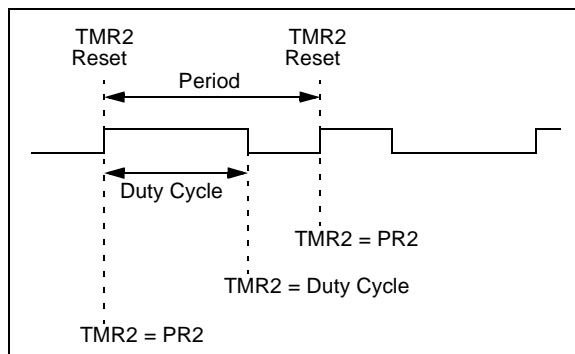 TMR2
Reset
TMR2
Reset
Period
Duty Cycle
TMR2 = PR2
TMR2 = Duty Cycle
TMR2 = PR2